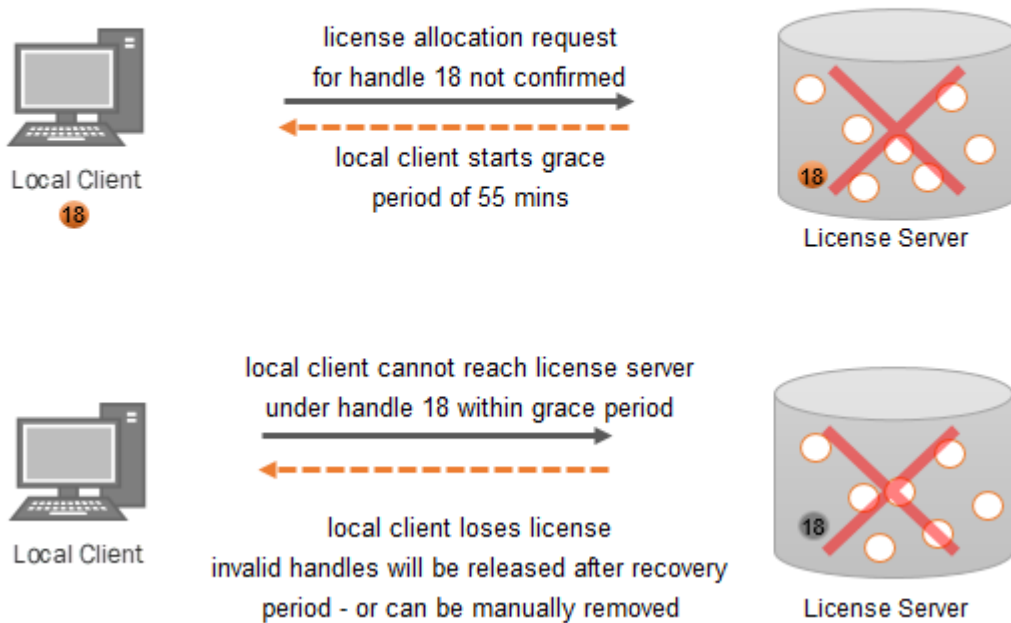 license allocation request
for handle 18 not confirmed
local client starts grace
period of 55 mins
Local Client
18
18
License Server
local client cannot reach license server
under handle 18 within grace period
local client loses license
invalid handles will be released after recovery
period - or can be manually removed
Local Client
18
License Server